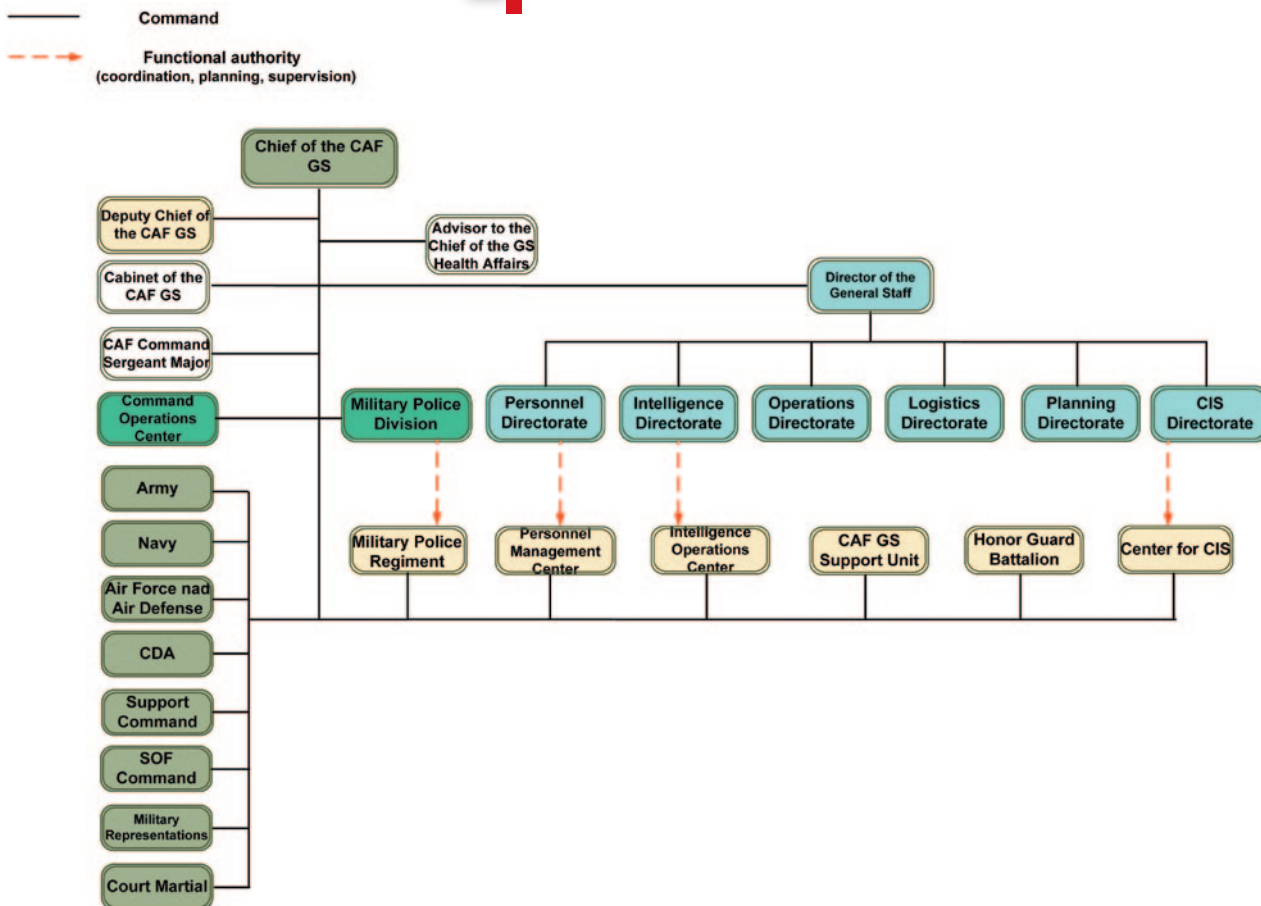 Command
Functional authority
(coordination, planning, supervision)
Chief of the CAF
GS
Deputy Chief of
the CAF GS
Advisor to the
Chief of the GS
Health Affairs
Cabinet of the
CAF GS
Director of the
General Staff
CAF Command
Sergeant Major
Command
Operations
Center
Military Police
Division
Personnel
Directorate
Intelligence
Directorate
Operations
Directorate
Logistics
Directorate
Planning
Directorate
CIS
Directorate
Army
Navy
Air Force nad
Air Defense
CDA
Support
Command
SOF
Command
Military
Representations
Court Martial
Military Police
Regiment
Personnel
Management
Center
Intelligence
Operations
Center
CAF GS
Support Unit
Honor Guard
Battalion
Center for CIS